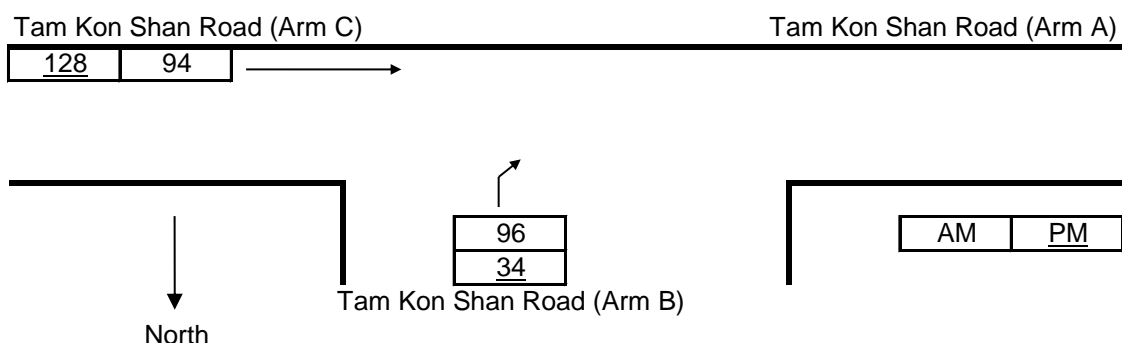 Tam Kon Shan Road (Arm C)
Tam Kon Shan Road (Arm A)
128 94
96
34
AM PM
Tam Kon Shan Road (Arm B)
North